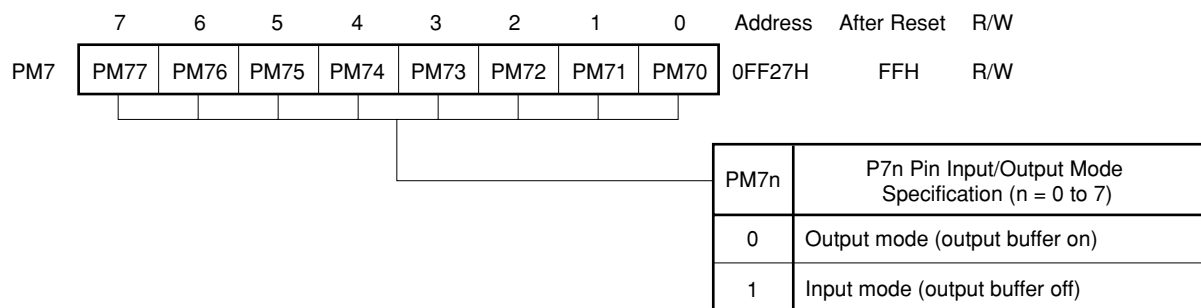 7 6 5 4 3 2 1 0 Address After Reset R/W
PM7 PM77 PM76 PM75 PM74 PM73 PM72 PM71 PM70 0FF27H FFH R/W
PM7n P7n Pin Input/Output Mode
Specification (n = 0 to 7)
0 Output mode (output buffer on)
1 Input mode (output buffer off)